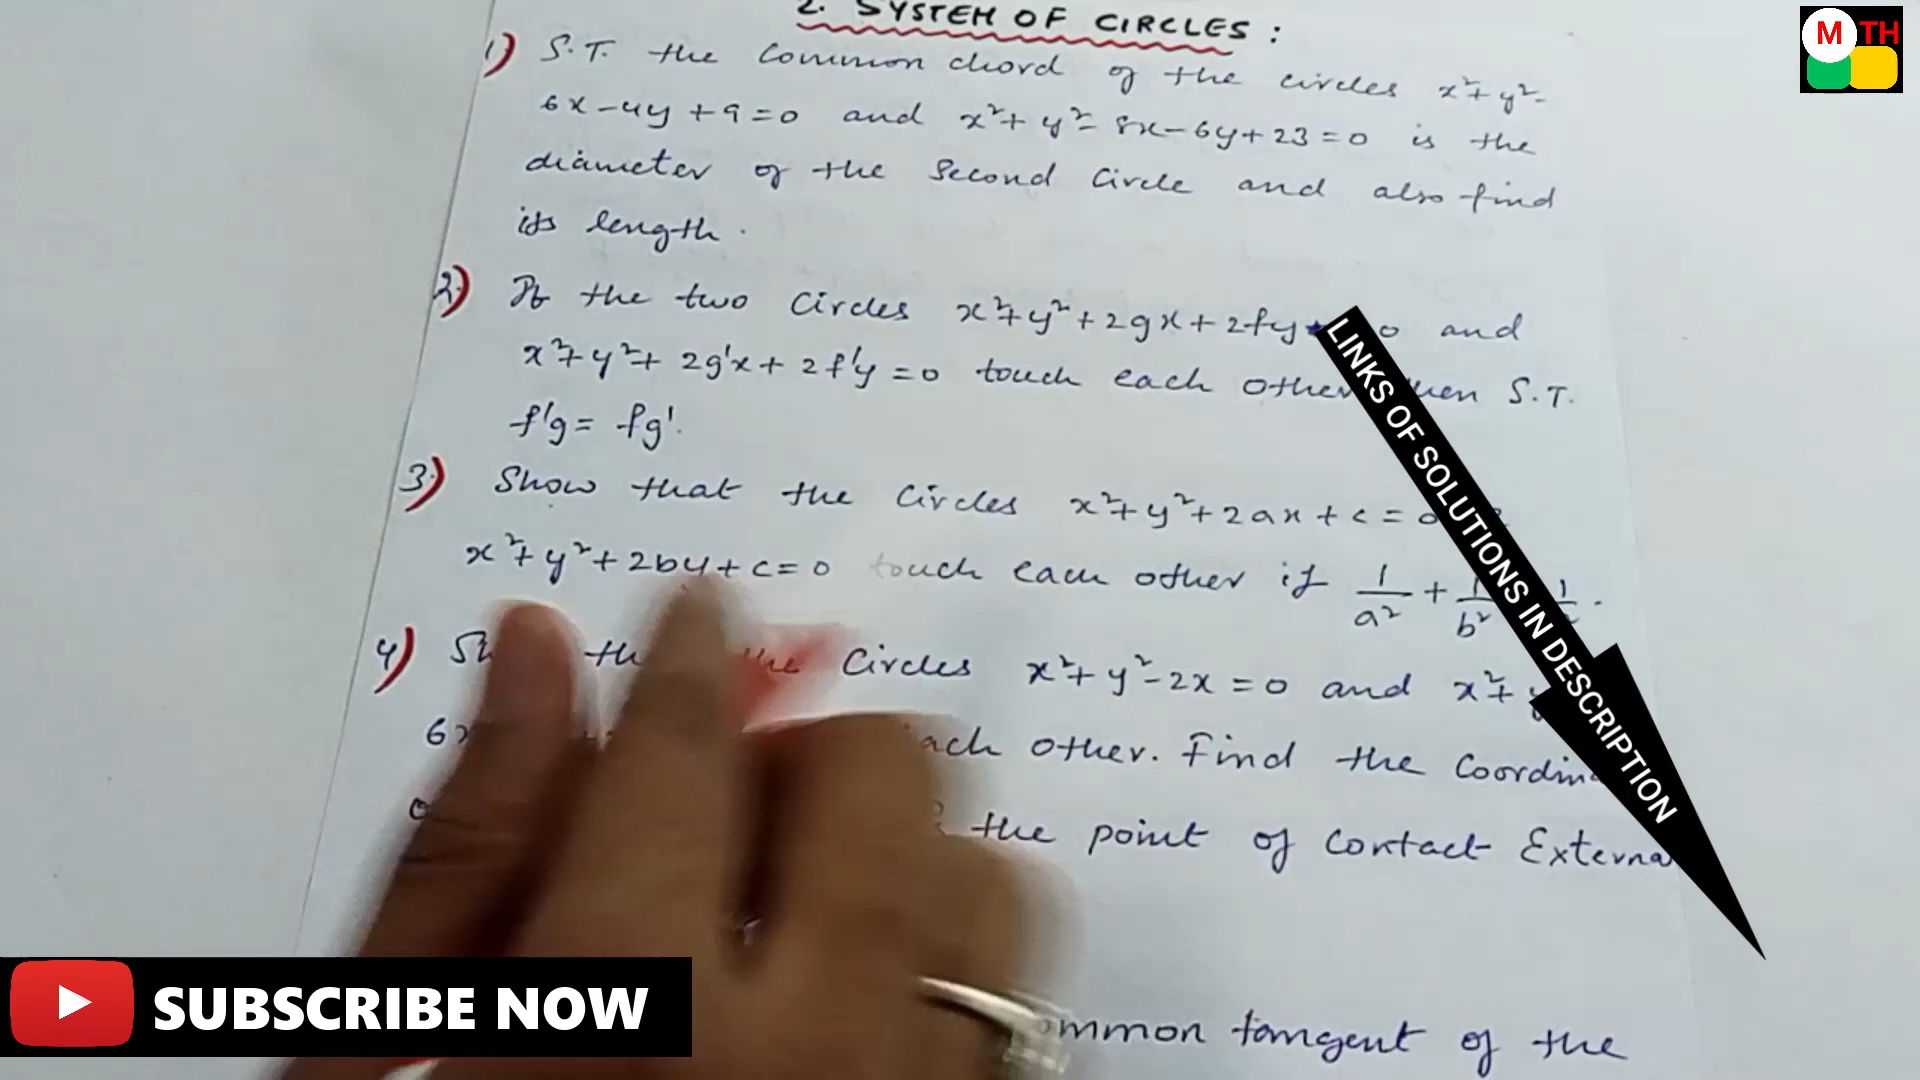 2. SYSTEM OF CIRCLES :
M TH
1) S.T. the Common chord of the circles x²+y²-
6x-4y+9=0 and x²+y²-8x-6y+23=0 is the
diameter of the Second Circle and also find
its length.
2) If the two Circles x²+y²+2gx+2fy 0 and
x²+y²+2g'x+2f'y=0 touch each other then S.T.
f'g = fg'.
3) Show that the Circles x²+y²+2ax+c=0
x²+y²+2by+c=0 touch each other if 1/a² + 1/b² 1
4) the Circles x²+y²-2x=0 and x²+
6x each other. Find the
the point of Contact
tangent of the
LINKS OF SOLUTIONS IN DESCRIPTION
SUBSCRIBE NOW